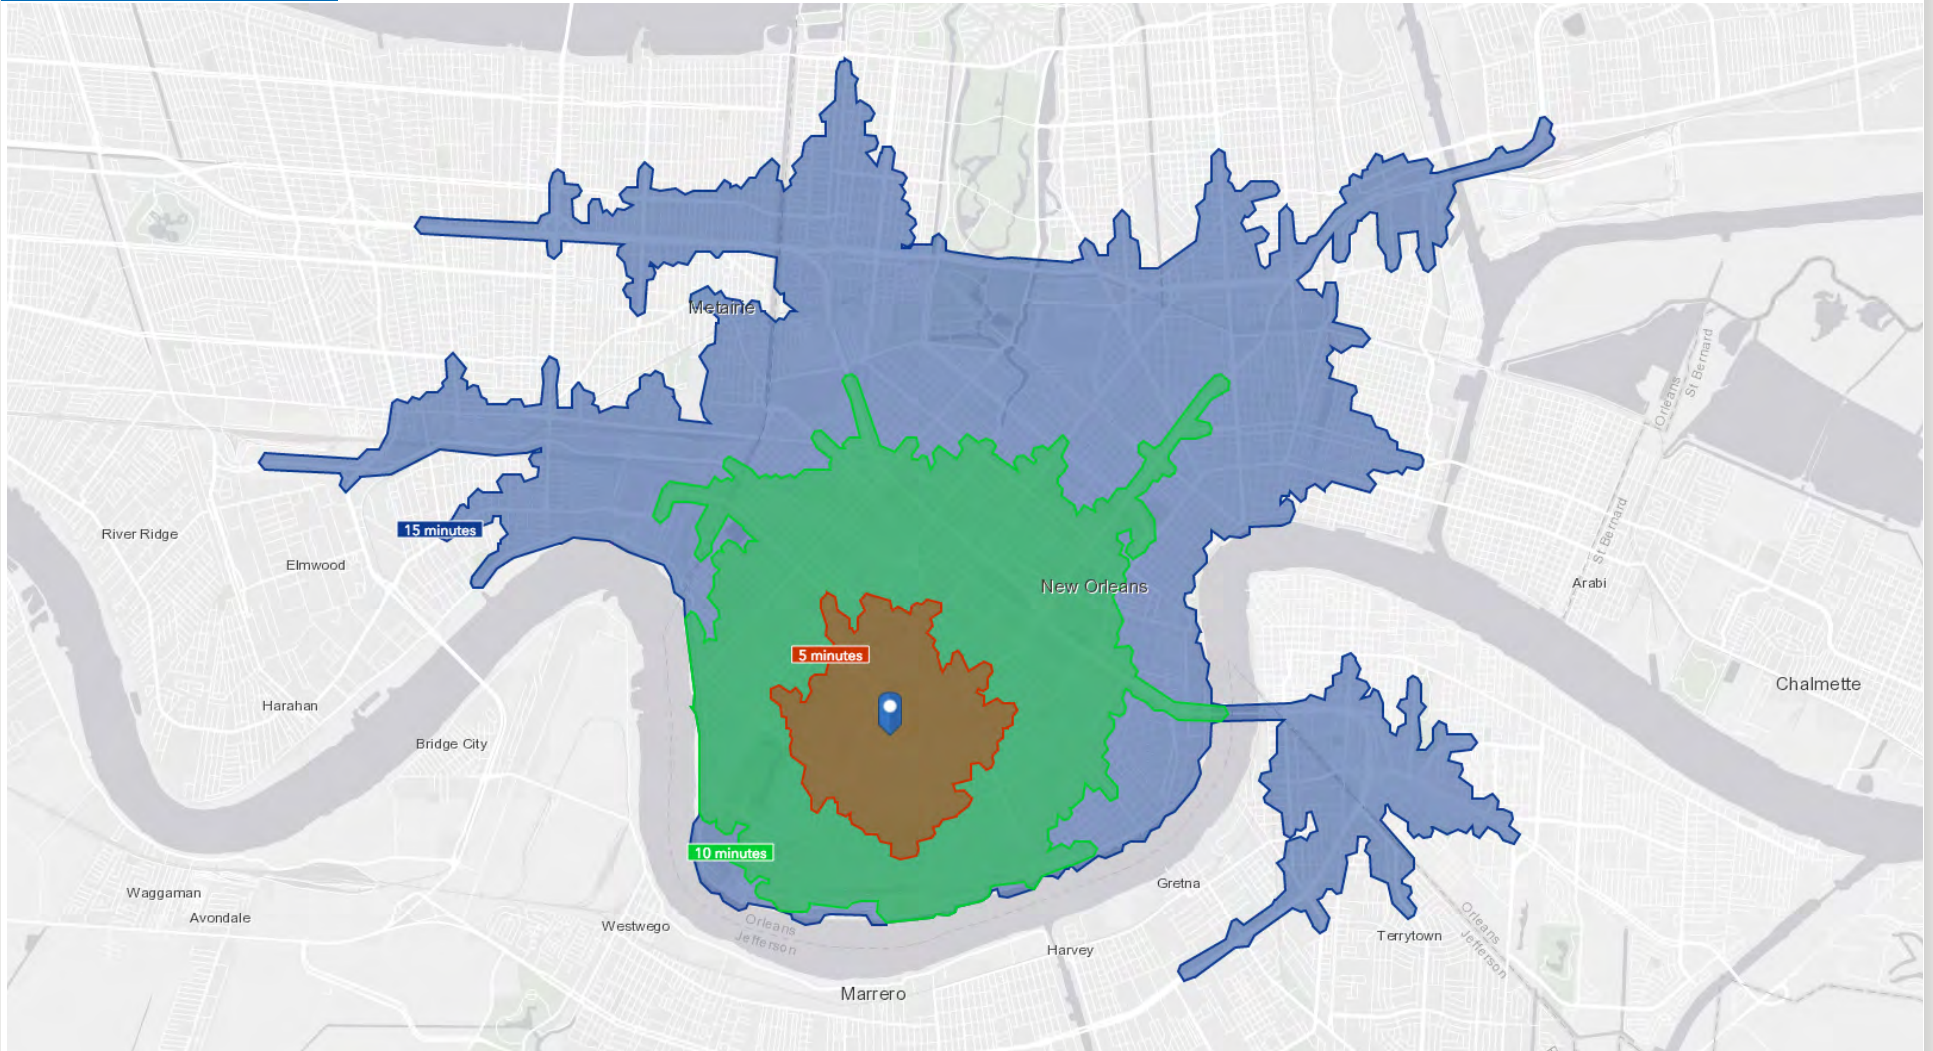 Metairie
15 minutes
River Ridge
Elmwood
New Orleans
Arabi
St Bernard
Orleans
St Bernard
5 minutes
Chalmette
Harahan
Bridge City
10 minutes
Gretna
Waggaman
Avondale
Westwego
Orleans
Jefferson
Harvey
Terrytown
Orleans
Jefferson
Marrero